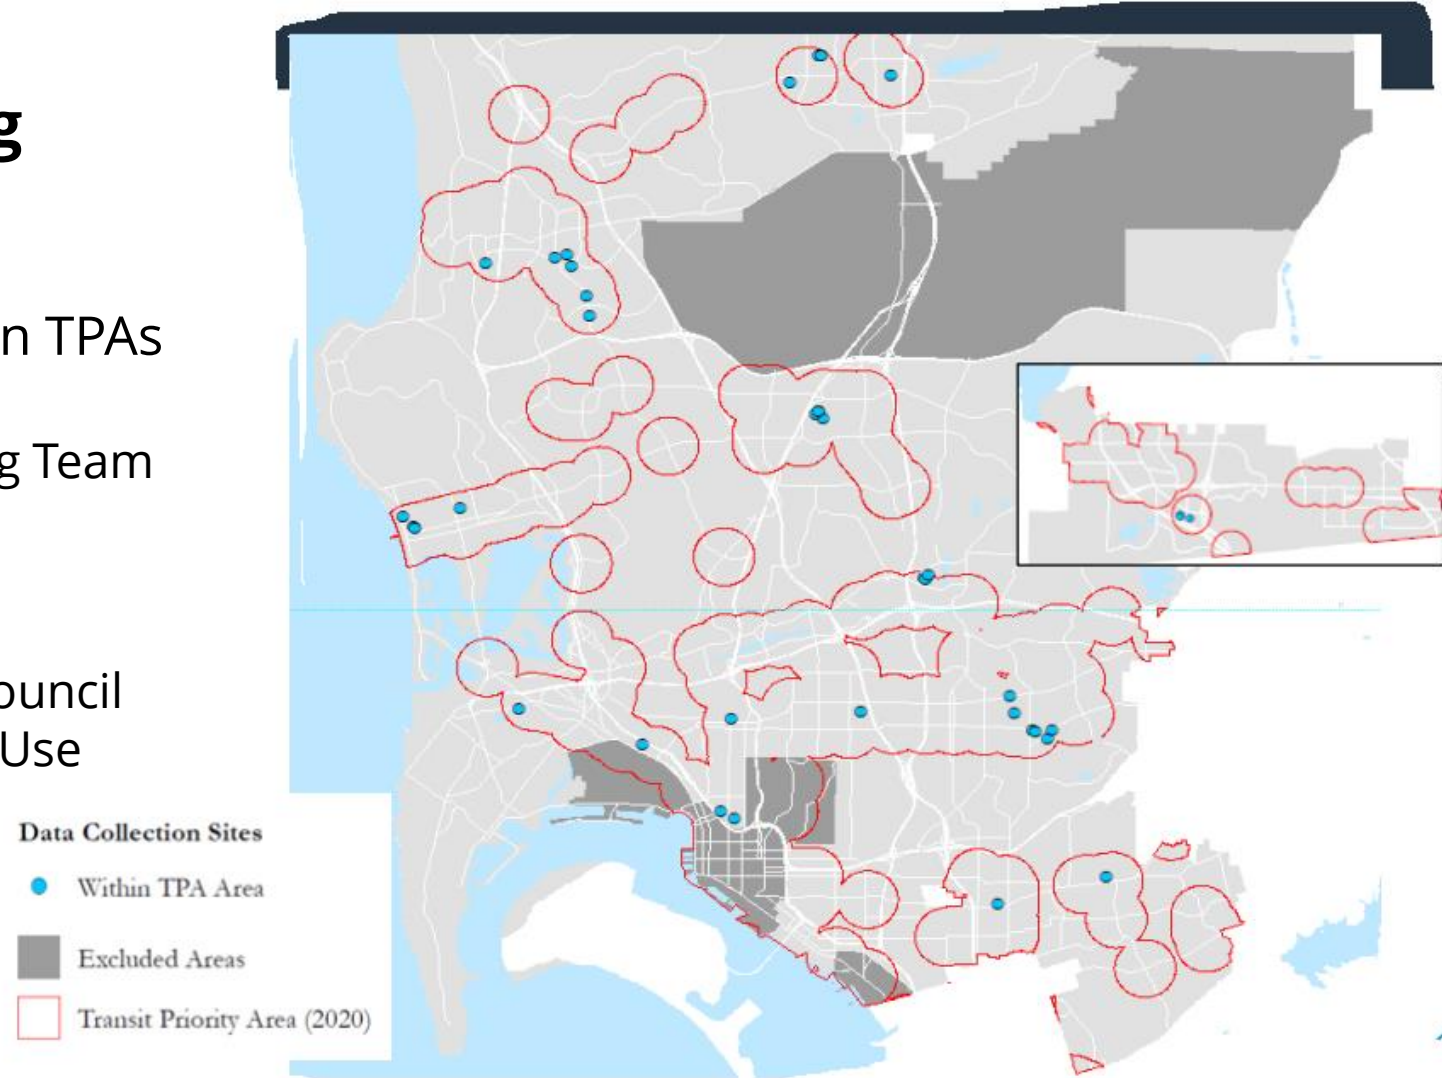 g
n TPAs
g Team
ouncil
Use
Data Collection Sites
Within TPA Area
Excluded Areas
Transit Priority Area (2020)